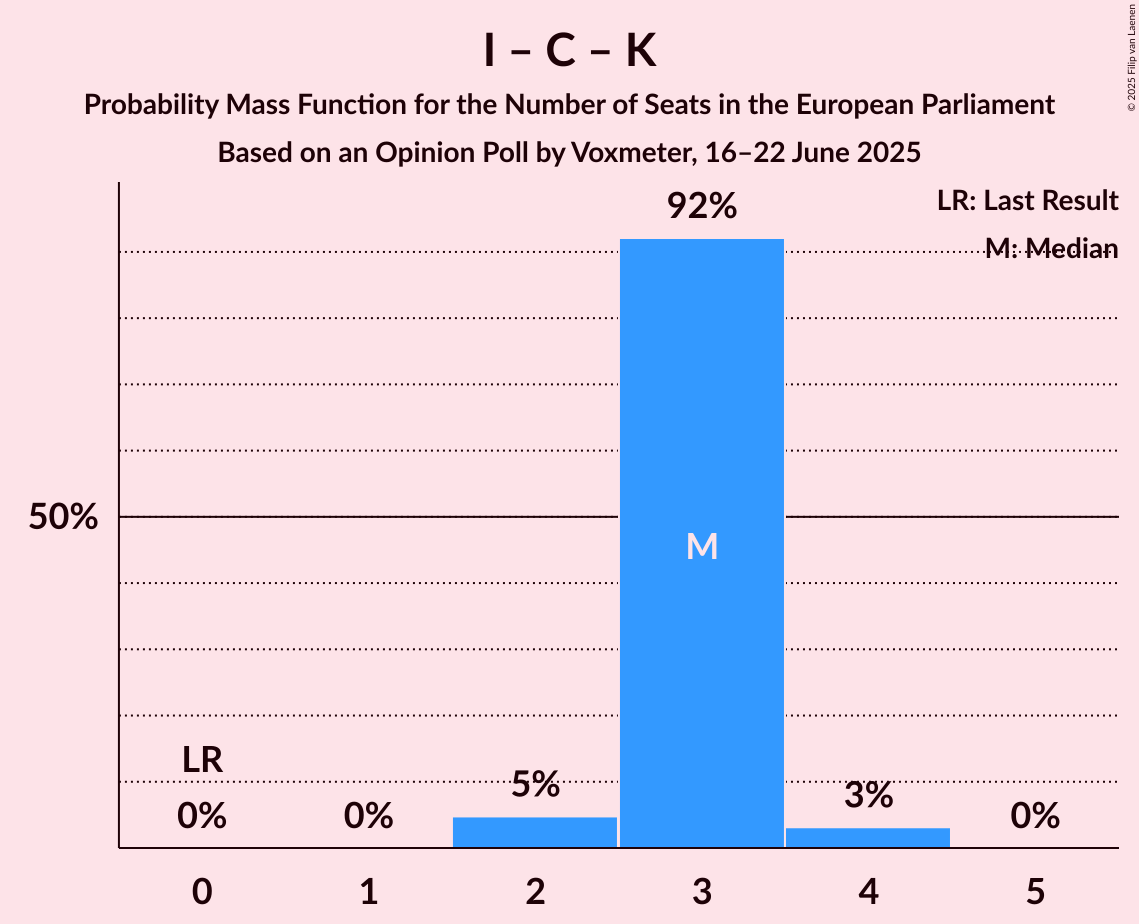 I – C – K
Probability Mass Function for the Number of Seats in the European Parliament
Based on an Opinion Poll by Voxmeter, 16–22 June 2025
© 2025 Filip van Laenen
LR: Last Result
M: Median
92%
50%
M
LR
0%
0%
5%
3%
0%
0
1
2
3
4
5